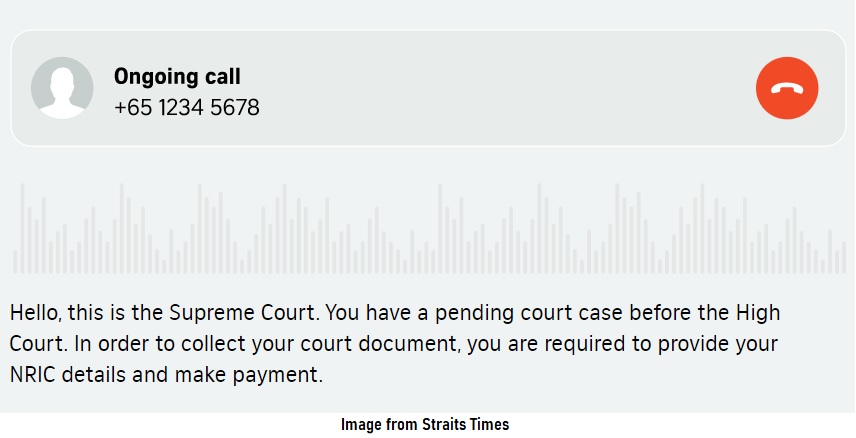 Ongoing call
+65 1234 5678
Hello, this is the Supreme Court. You have a pending court case before the High
Court. In order to collect your court document, you are required to provide your
NRIC details and make payment.
Image from Straits Times